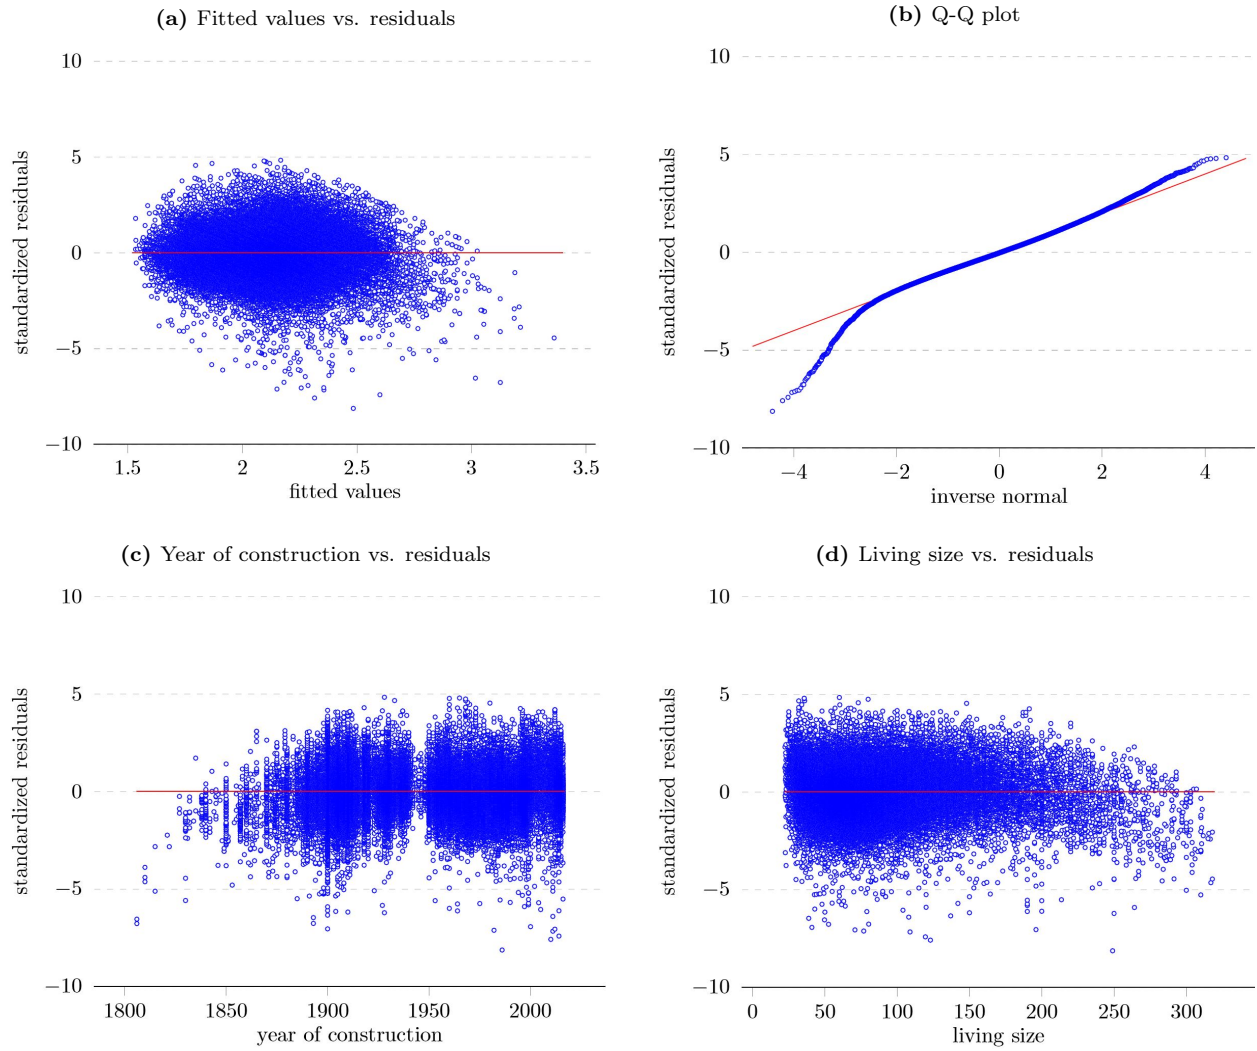 (a) Fitted values vs. residuals
10
5
0
−5
−10
1.5 2 2.5 3 3.5
fitted values
standardized residuals
(b) Q-Q plot
10
5
0
−5
−10
−4 −2 0 2 4
inverse normal
standardized residuals
(c) Year of construction vs. residuals
10
5
0
−5
−10
1800 1850 1900 1950 2000
year of construction
standardized residuals
(d) Living size vs. residuals
10
5
0
−5
−10
0 50 100 150 200 250 300
living size
standardized residuals